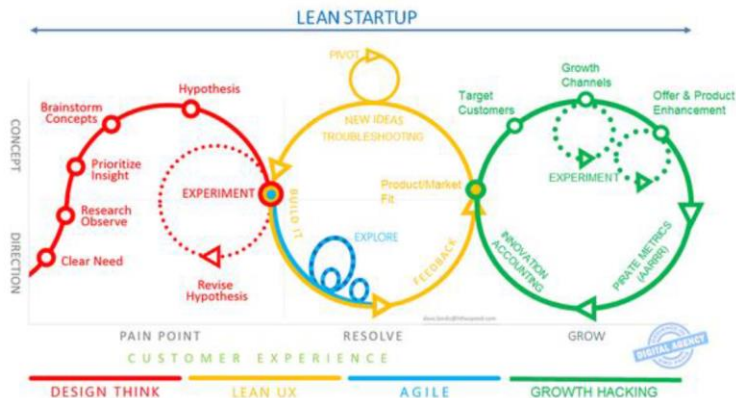 LEAN STARTUP
PIVOT
Hypothesis
Brainstorm
Concepts
Prioritize
Insight
Research
Observe
Clear Need
EXPERIMENT
Revise
Hypothesis
CONCEPT
DIRECTION
NEW IDEAS
TROUBLESHOOTING
BUILD IT
EXPLORE
FEEDBACK
Product/Market
Fit
Target
Customers
Growth
Channels
Offer & Product
Enhancement
EXPERIMENT
INNOVATION
ACCOUNTING
PIRATE METRICS
(AARRR)
PAIN POINT
RESOLVE
GROW
CUSTOMER EXPERIENCE
DIGITAL AGENCY
DESIGN THINK
LEAN UX
AGILE
GROWTH HACKING